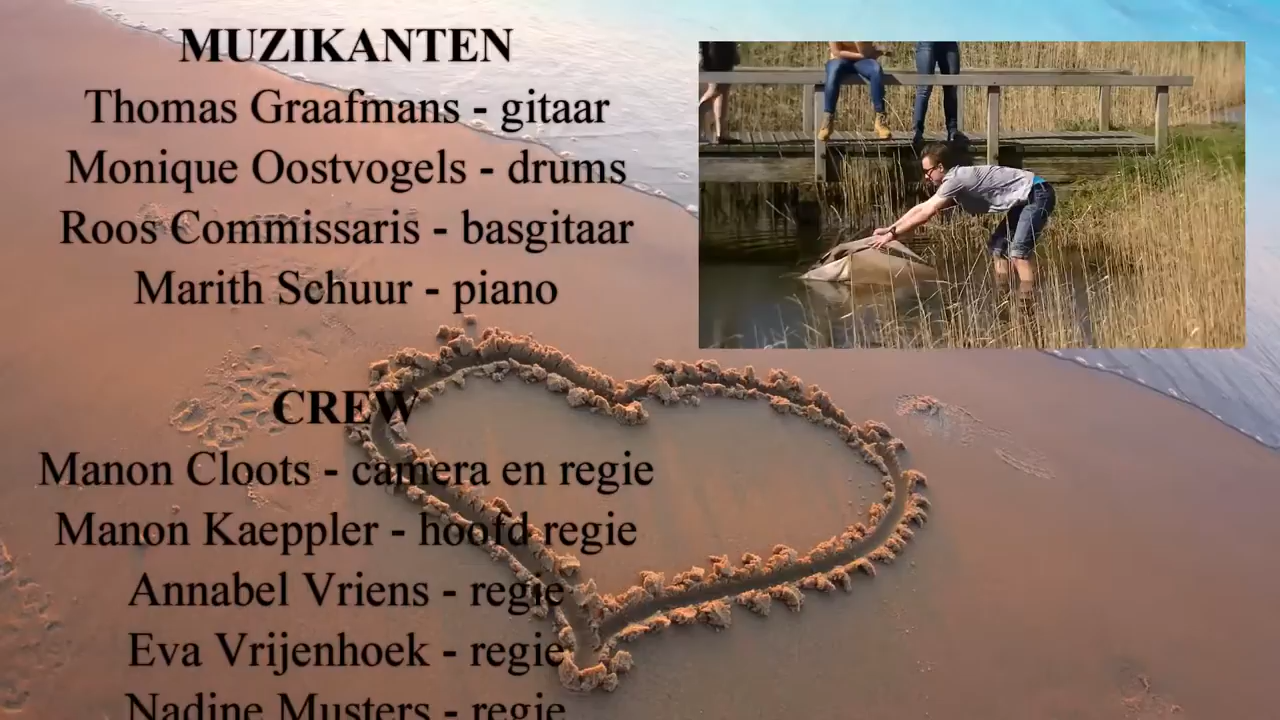 MUZIKANTEN
Thomas Graafmans - gitaar
Monique Oostvogels - drums
Roos Commissaris - basgitaar
Marith Schuur - piano
CREW
Manon Cloots - camera en regie
Manon Kaeppler - hoofd regie
Annabel Vriens - regie
Eva Vrijenhoek - regie
Nadine Musters - regie